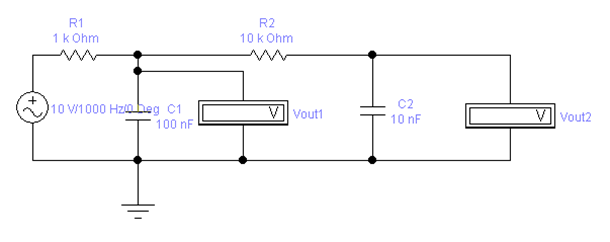 R1
1 k Ohm
R2
10 k Ohm
10 V/1000 Hz/0 Deg
C1
100 nF
V
Vout1
C2
10 nF
V
Vout2